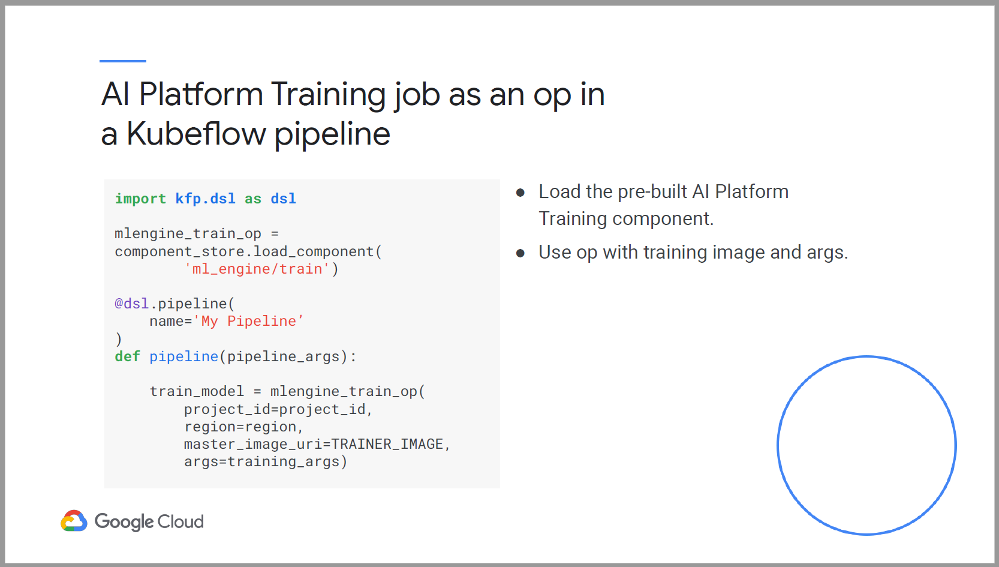 AI Platform Training job as an op in
a Kubeflow pipeline
import kfp.dsl as dsl
mlengine_train_op =
component_store.load_component(
        'ml_engine/train')
@dsl.pipeline(
    name='My Pipeline’
)
def pipeline(pipeline_args):
    train_model = mlengine_train_op(
        project_id=project_id,
        region=region,
        master_image_uri=TRAINER_IMAGE,
        args=training_args)
● Load the pre-built AI Platform
Training component.
● Use op with training image and args.
Google Cloud